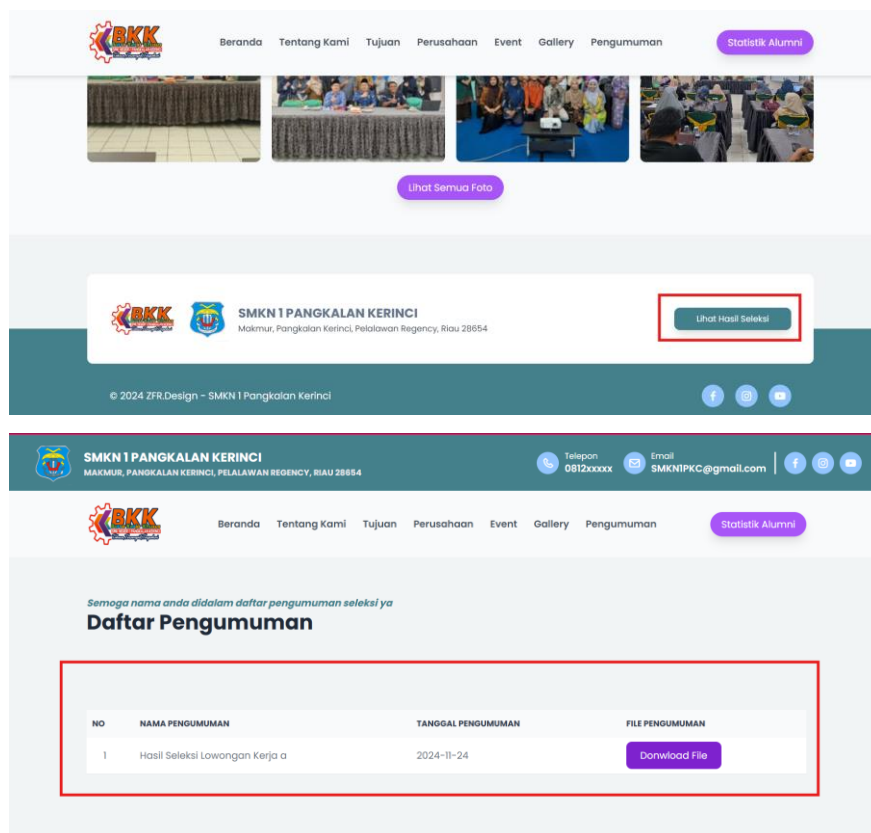 BKK
Beranda Tentang Kami Tujuan Perusahaan Event Gallery Pengumuman Statistik Alumni
Lihat Semua Foto
BKK
SMKN 1 PANGKALAN KERINCI
Makmur, Pangkalan Kerinci, Pelalawan Regency, Riau 28654
Lihat Hasil Seleksi
© 2024 ZFR.Design - SMKN 1 Pangkalan Kerinci
SMKN 1 PANGKALAN KERINCI
MAKMUR, PANGKALAN KERINCI, PELALAWAN REGENCY, RIAU 28654
Telepon
0812xxxxx
Email
SMKN1PKC@gmail.com
BKK
Beranda Tentang Kami Tujuan Perusahaan Event Gallery Pengumuman Statistik Alumni
Semoga nama anda didalam daftar pengumuman seleksi ya
Daftar Pengumuman
NO NAMA PENGUMUMAN TANGGAL PENGUMUMAN FILE PENGUMUMAN
1 Hasil Seleksi Lowongan Kerja a 2024-11-24 Donwload File